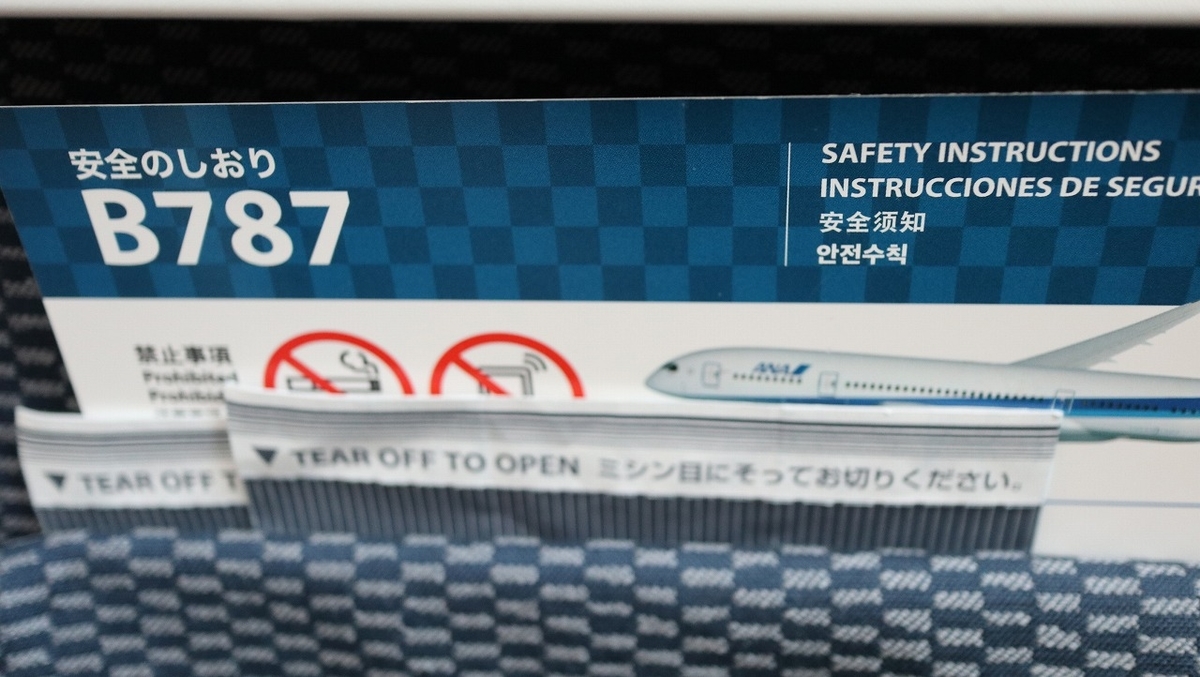 安全のしおり
B787
SAFETY INSTRUCTIONS
INSTRUCCIONES DE SEGUR
安全须知
안전수칙
禁止事項
Prohibited
Prohibid
ANA
TEAR OFF T
TEAR OFF TO OPEN ミシン目にそってお切りください。